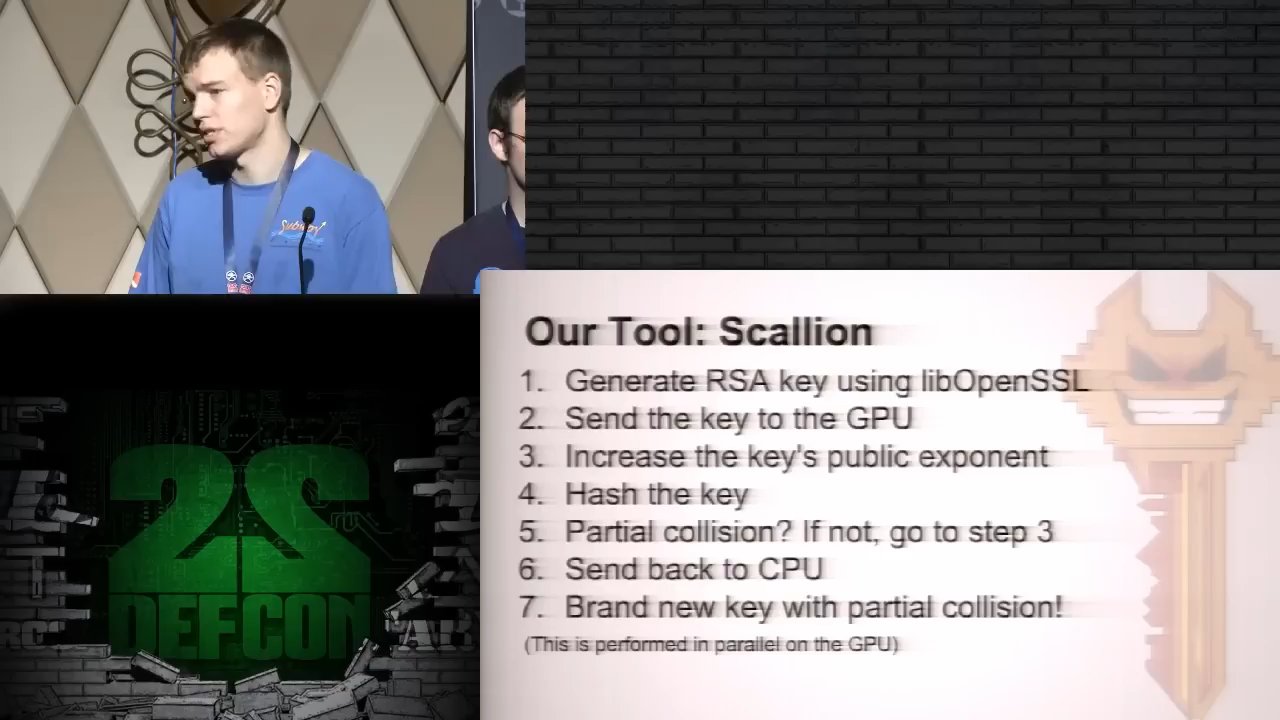 Our Tool: Scallion
1. Generate RSA key using libOpenSSL
2. Send the key to the GPU
3. Increase the key's public exponent
4. Hash the key
5. Partial collision? If not, go to step 3
6. Send back to CPU
7. Brand new key with partial collision!
(This is performed in parallel on the GPU)
22
DEFCON